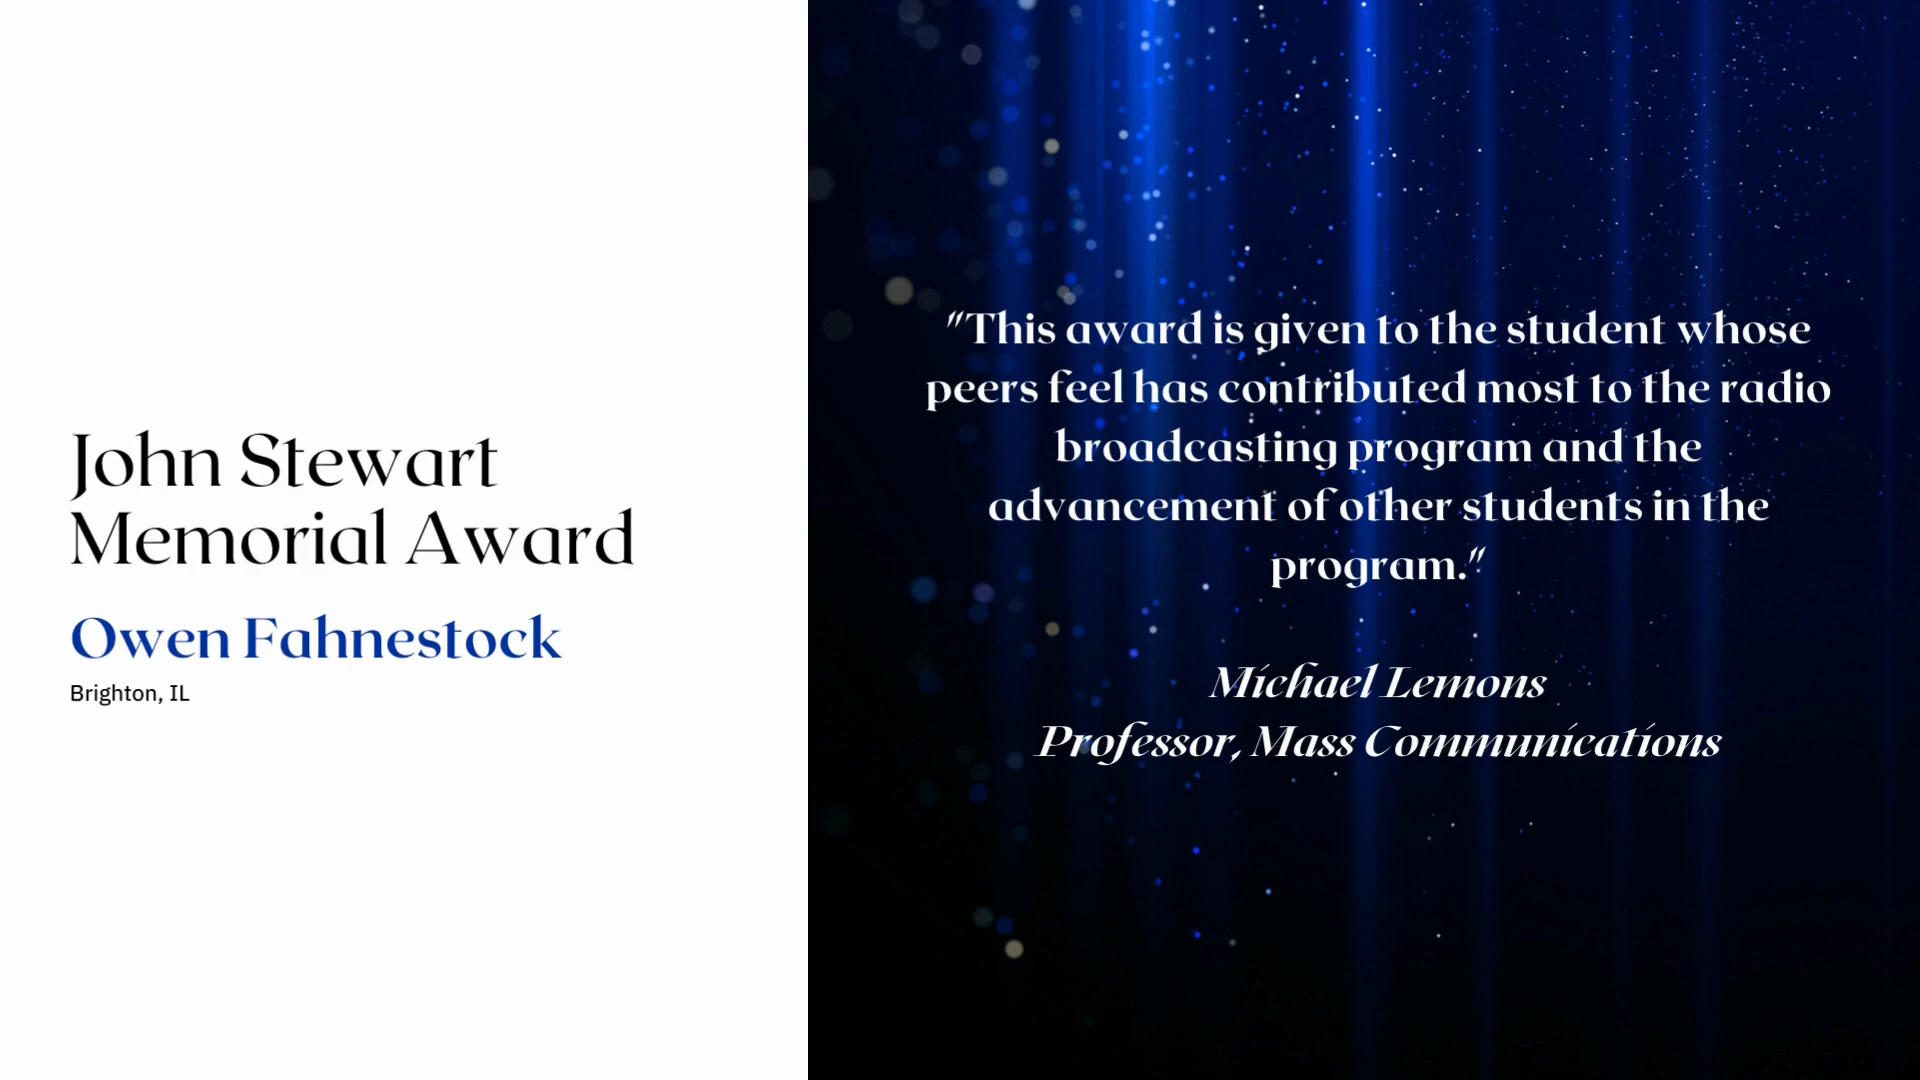 John Stewart
Memorial Award
Owen Fahnestock
Brighton, IL
"This award is given to the student whose
peers feel has contributed most to the radio
broadcasting program and the
advancement of other students in the
program."
Michael Lemons
Professor, Mass Communications